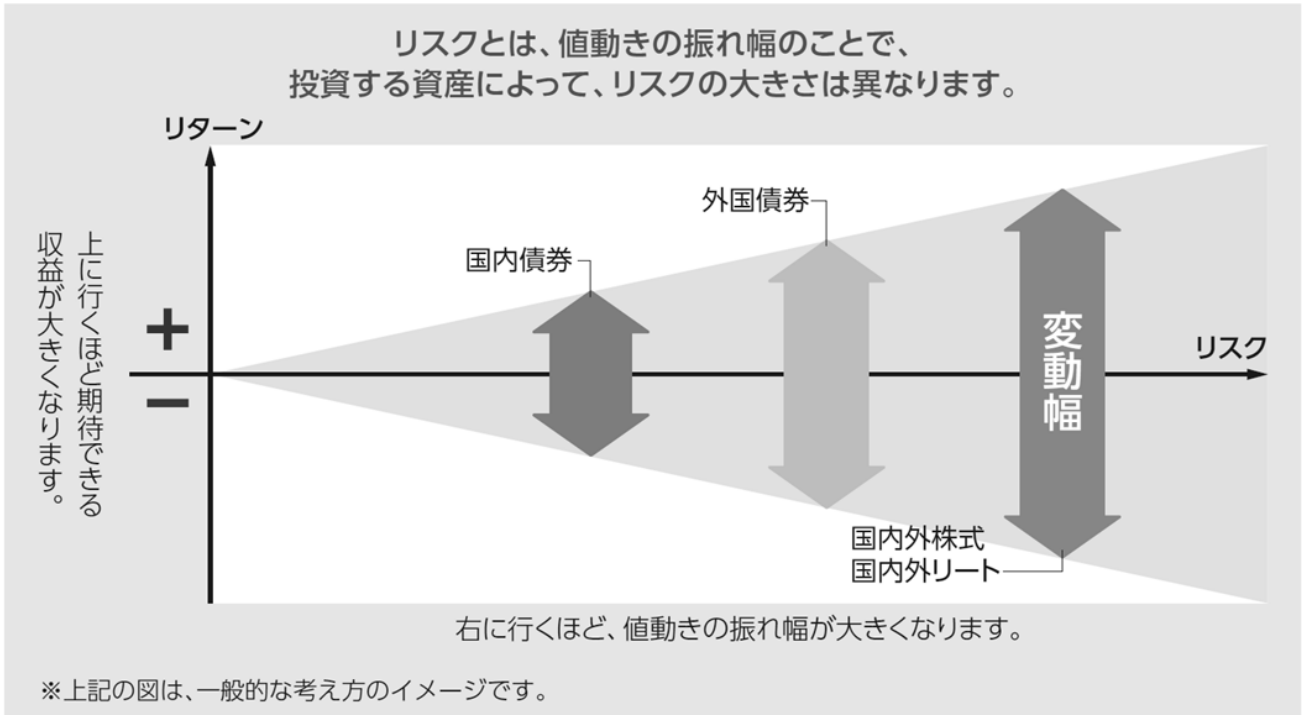 リスクとは、値動きの振れ幅のことで、
投資する資産によって、リスクの大きさは異なります。
リターン
上に行くほど期待できる
収益が大きくなります。
+
−
国内債券
外国債券
変動幅
リスク
国内外株式
国内外リート
右に行くほど、値動きの振れ幅が大きくなります。
※上記の図は、一般的な考え方のイメージです。